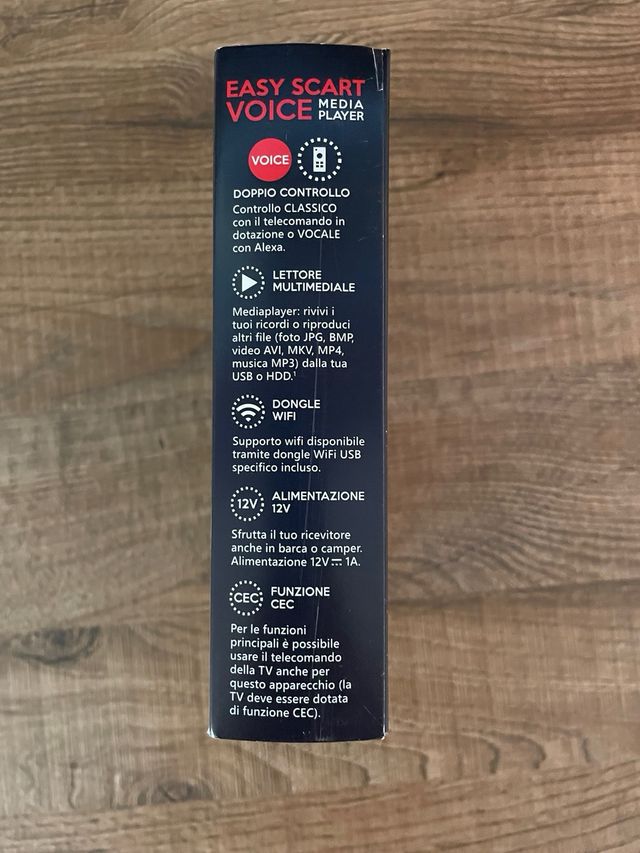 EASY SCART
VOICE MEDIA PLAYER
VOICE
DOPPIO CONTROLLO
Controllo CLASSICO
con il telecomando in
dotazione o VOCALE
con Alexa.
LETTORE
MULTIMEDIALE
Mediaplayer: rivivi i
tuoi ricordi o riproduci
altri file (foto JPG, BMP,
video AVI, MKV, MP4,
musica MP3) dalla tua
USB o HDD.¹
DONGLE
WIFI
Supporto wifi disponibile
tramite dongle WiFi USB
specifico incluso.
12V
ALIMENTAZIONE
12V
Sfrutta il tuo ricevitore
anche in barca o camper.
Alimentazione 12V ⎓ 1A.
CEC
FUNZIONE
CEC
Per le funzioni
principali è possibile
usare il telecomando
della TV anche per
questo apparecchio (la
TV deve essere dotata
di funzione CEC).